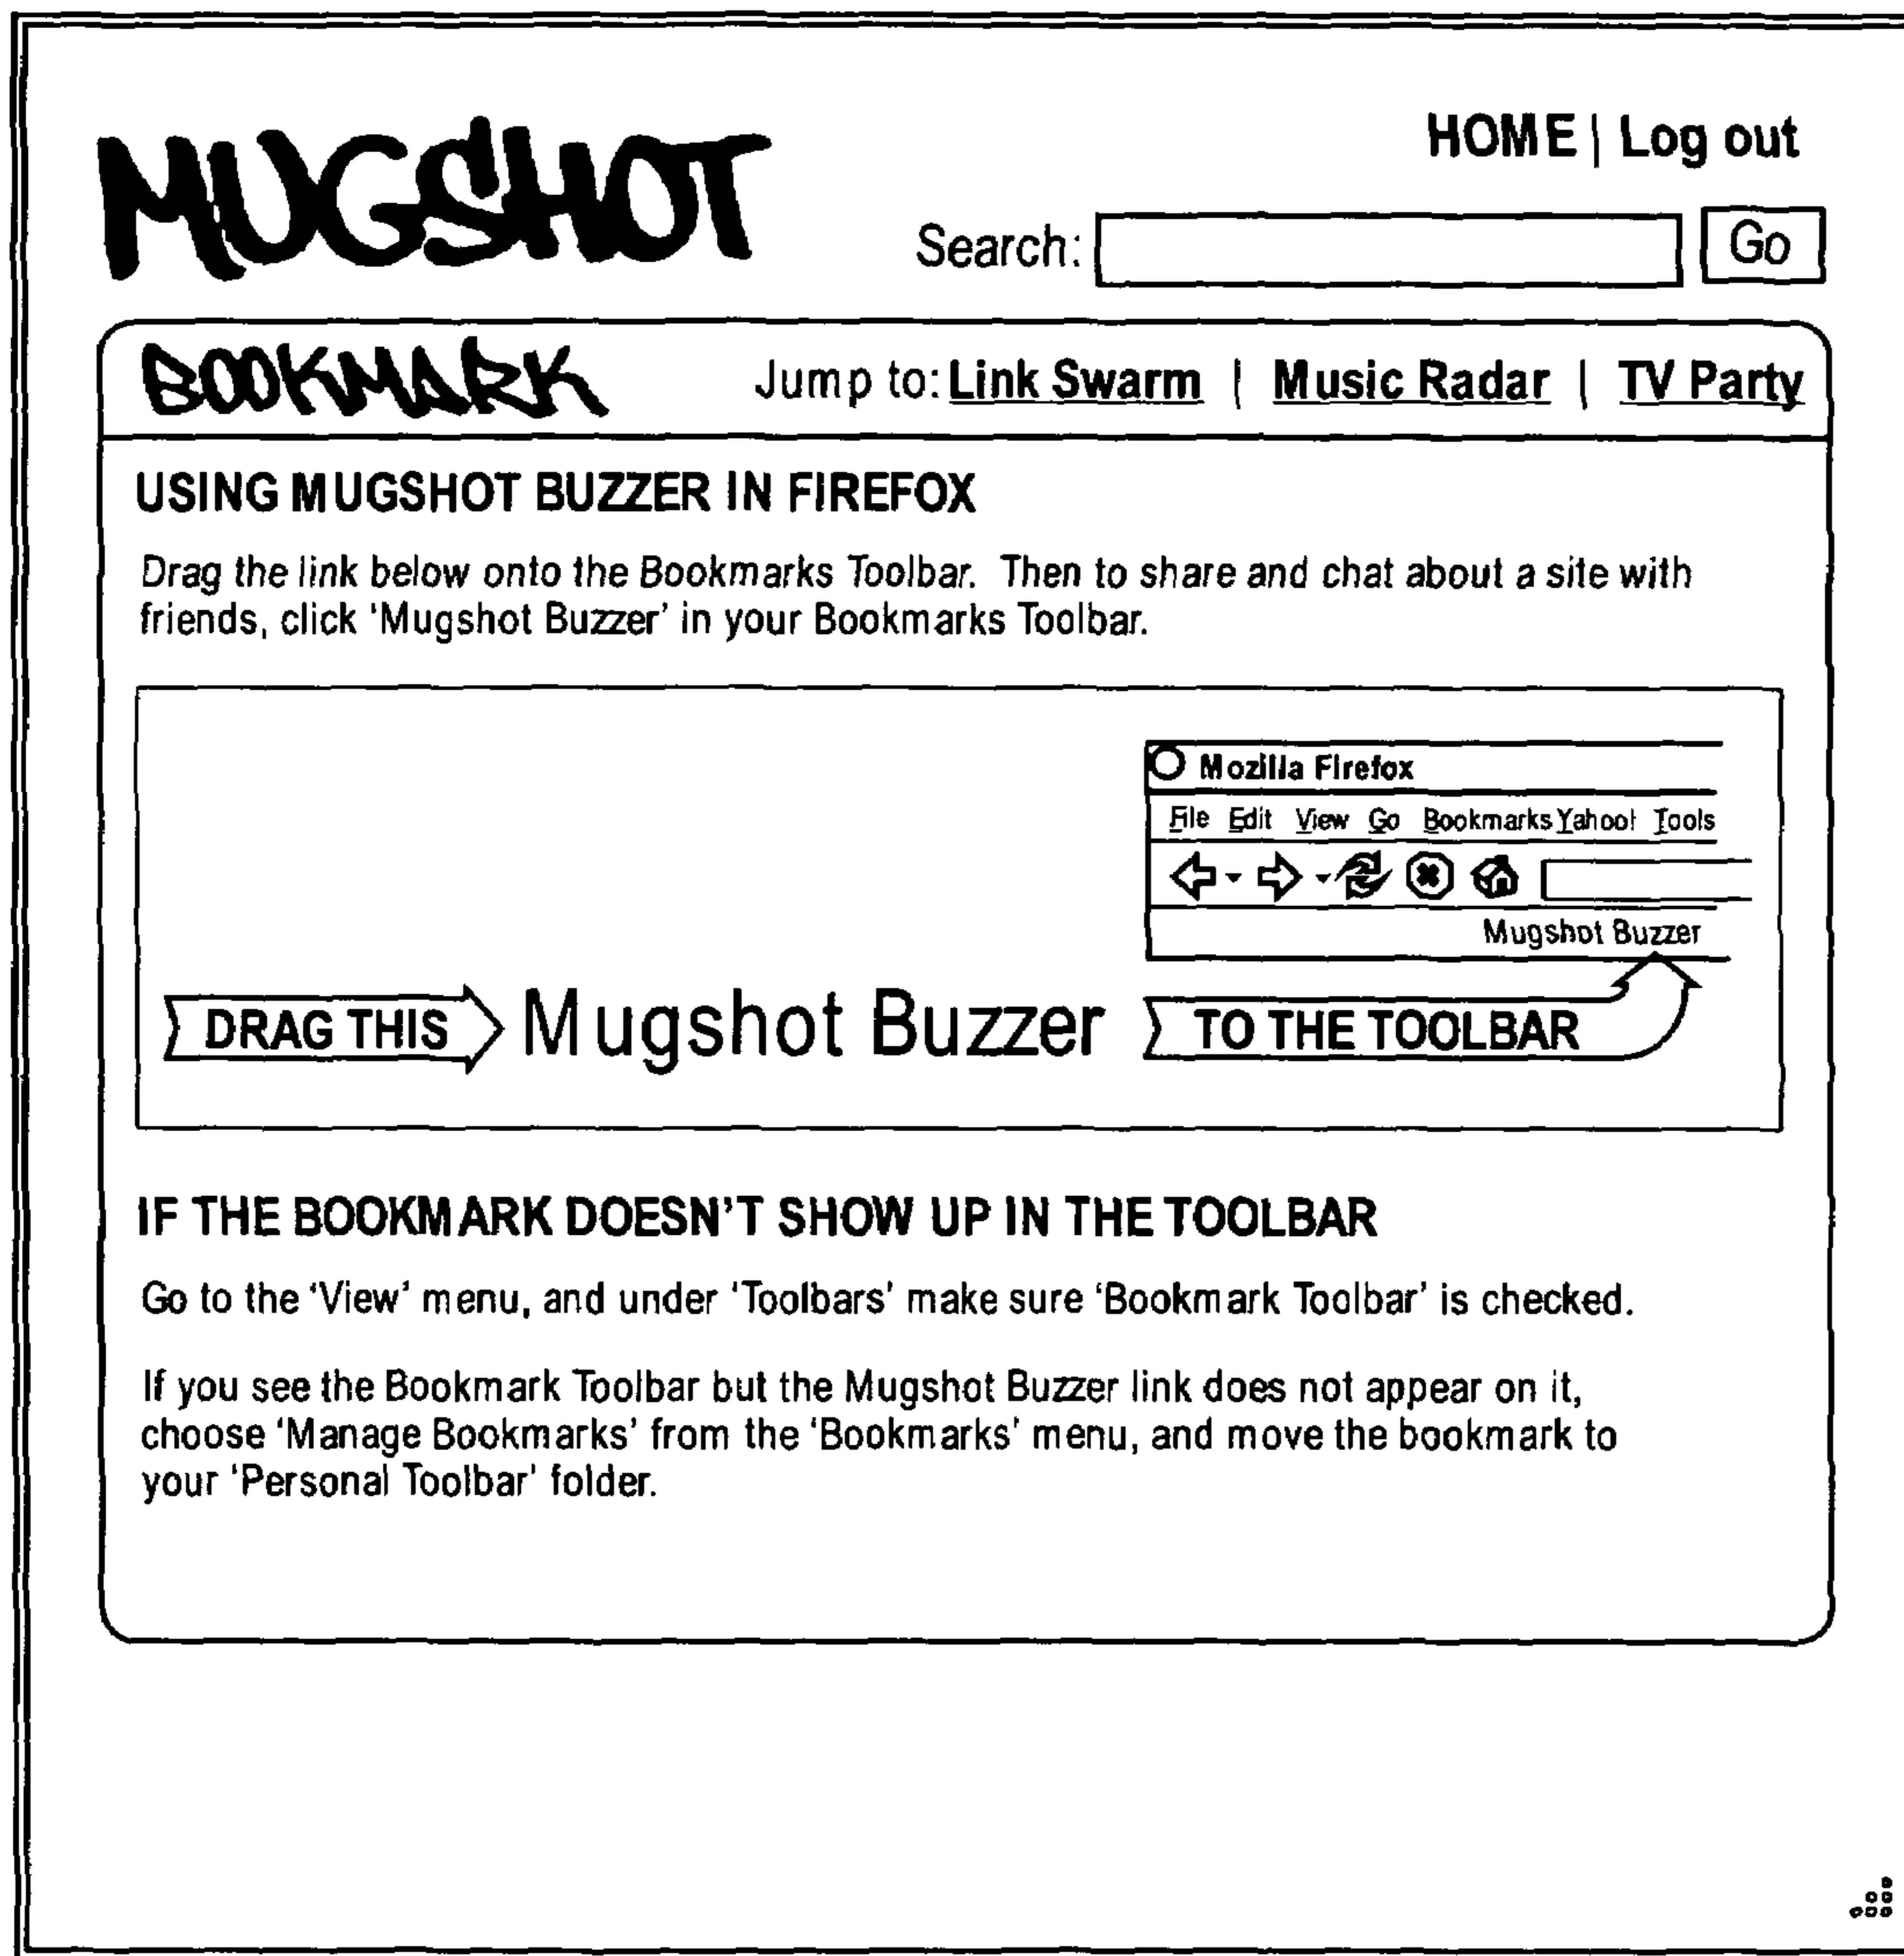 MUGSHOT
HOME | Log out
Search:
Go
BOOKMARK
Jump to: Link Swarm | Music Radar | TV Party
USING MUGSHOT BUZZER IN FIREFOX
Drag the link below onto the Bookmarks Toolbar. Then to share and chat about a site with
friends, click 'Mugshot Buzzer' in your Bookmarks Toolbar.
Mozilla Firefox
File Edit View Go Bookmarks Yahoo! Tools
Mugshot Buzzer
DRAG THIS
Mugshot Buzzer
TO THE TOOLBAR
IF THE BOOKMARK DOESN'T SHOW UP IN THE TOOLBAR
Go to the 'View' menu, and under 'Toolbars' make sure 'Bookmark Toolbar' is checked.
If you see the Bookmark Toolbar but the Mugshot Buzzer link does not appear on it,
choose 'Manage Bookmarks' from the 'Bookmarks' menu, and move the bookmark to
your 'Personal Toolbar' folder.